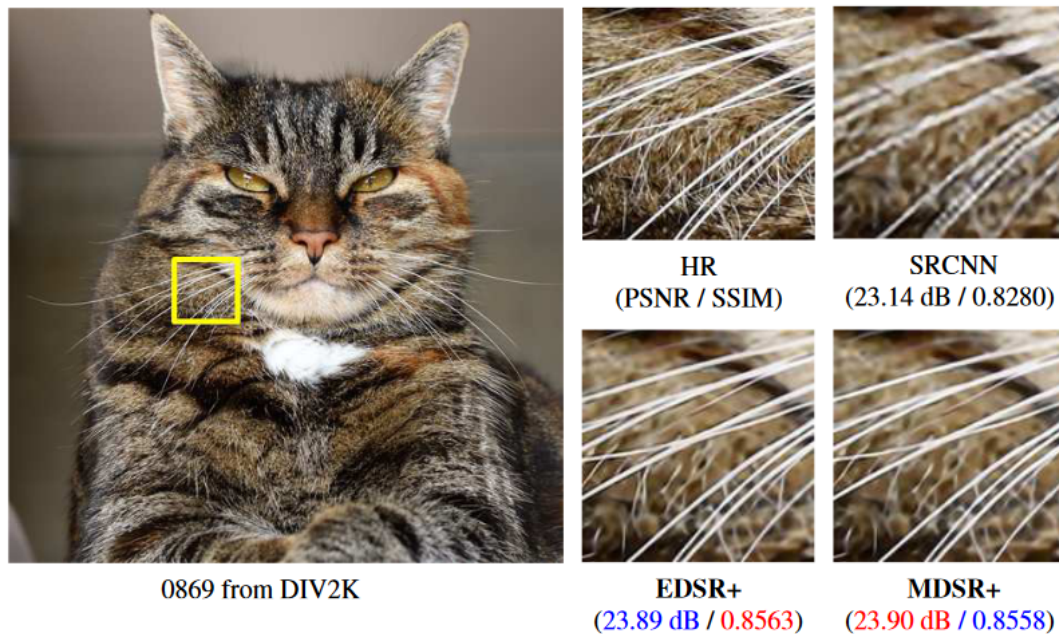 HR
(PSNR / SSIM)
SRCNN
(23.14 dB / 0.8280)
0869 from DIV2K
EDSR+
(23.89 dB / 0.8563)
MDSR+
(23.90 dB / 0.8558)